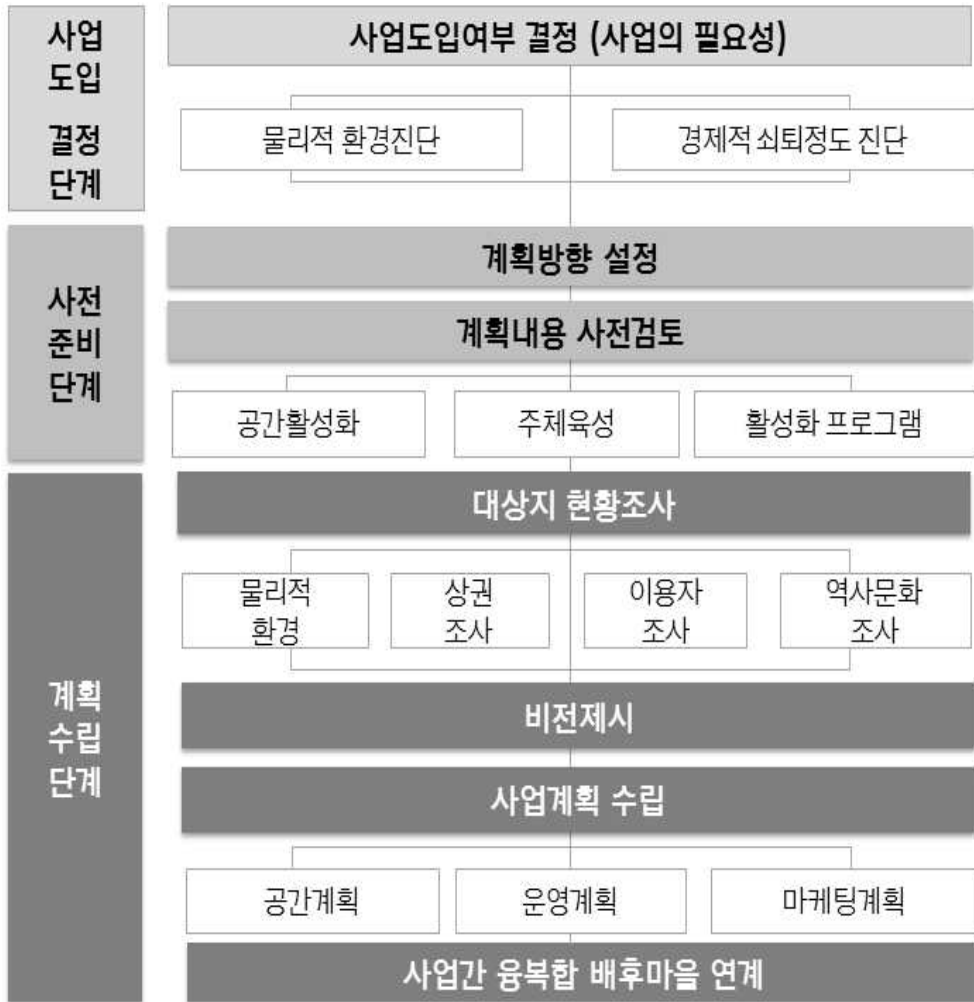 사업
도입
결정
단계
사업도입여부 결정 (사업의 필요성)
물리적 환경진단
경제적 쇠퇴정도 진단
사전
준비
단계
계획방향 설정
계획내용 사전검토
공간활성화
주체육성
활성화 프로그램
계획
수립
단계
대상지 현황조사
물리적
환경
상권
조사
이용자
조사
역사문화
조사
비전제시
사업계획 수립
공간계획
운영계획
마케팅계획
사업간 융복합 배후마을 연계